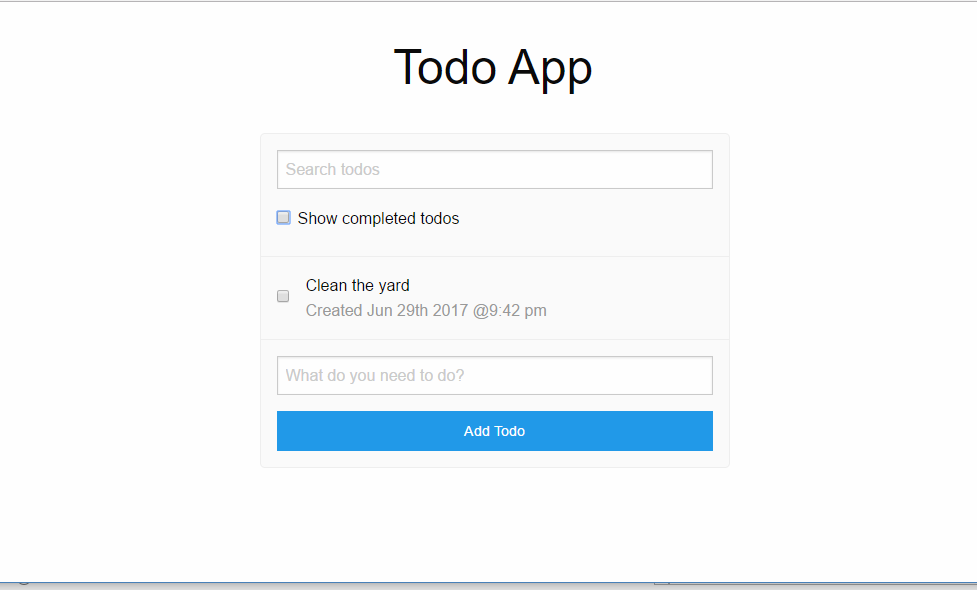 Todo App
Search todos
Show completed todos
Clean the yard
Created Jun 29th 2017 @9:42 pm
What do you need to do?
Add Todo